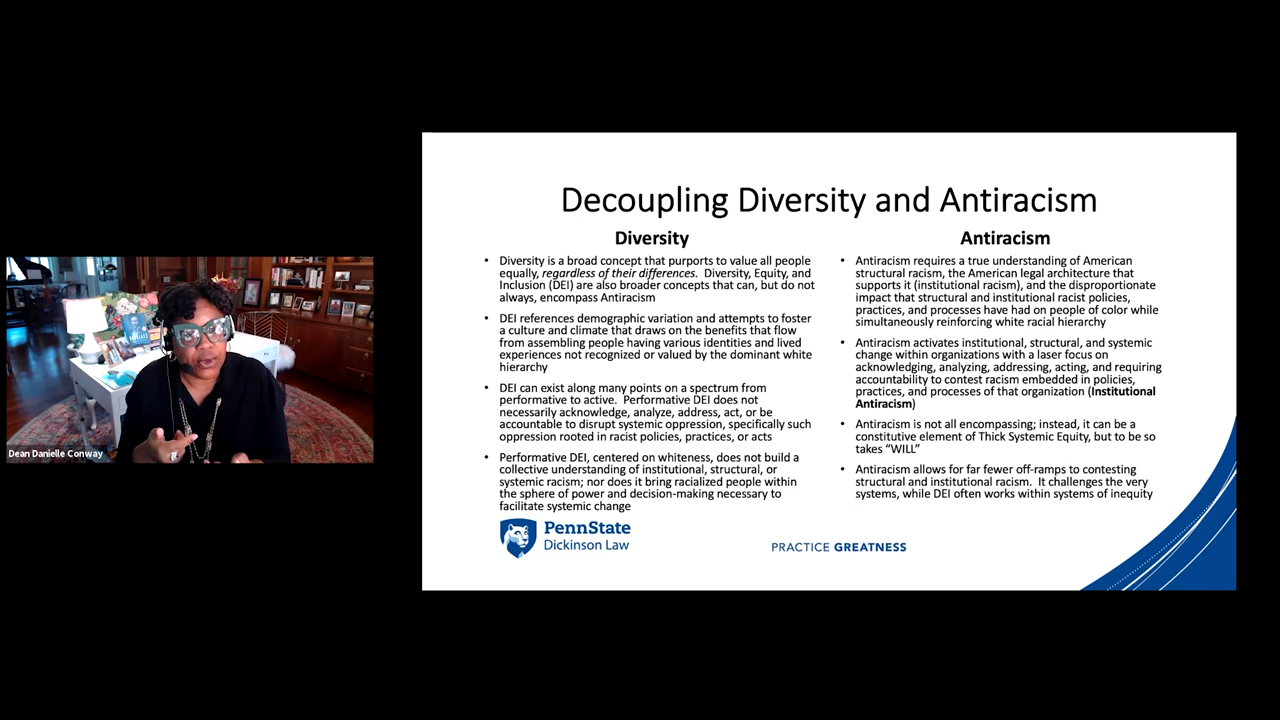 Decoupling Diversity and Antiracism
Diversity
• Diversity is a broad concept that purports to value all people
equally, regardless of their differences. Diversity, Equity, and
Inclusion (DEI) are also broader concepts that can, but do not
always, encompass Antiracism
• DEI references demographic variation and attempts to foster
a culture and climate that draws on the benefits that flow
from assembling people having various identities and lived
experiences not recognized or valued by the dominant white
hierarchy
• DEI can exist along many points on a spectrum from
performative to active. Performative DEI does not
necessarily acknowledge, analyze, address, act, or be
accountable to disrupt systemic oppression, specifically such
oppression rooted in racist policies, practices, or acts
• Performative DEI, centered on whiteness, does not build a
collective understanding of institutional, structural, or
systemic racism; nor does it bring racialized people within
the sphere of power and decision-making necessary to
facilitate systemic change
Antiracism
• Antiracism requires a true understanding of American
structural racism, the American legal architecture that
supports it (institutional racism), and the disproportionate
impact that structural and institutional racist policies,
practices, and processes have had on people of color while
simultaneously reinforcing white racial hierarchy
• Antiracism activates institutional, structural, and systemic
change within organizations with a laser focus on
acknowledging, analyzing, addressing, acting, and requiring
accountability to contest racism embedded in policies,
practices, and processes of that organization (Institutional
Antiracism)
• Antiracism is not all encompassing; instead, it can be a
constitutive element of Thick Systemic Equity, but to be so
takes “WILL”
• Antiracism allows for far fewer off-ramps to contesting
structural and institutional racism. It challenges the very
systems, while DEI often works within systems of inequity
PennState
Dickinson Law
PRACTICE GREATNESS
Dean Danielle Conway